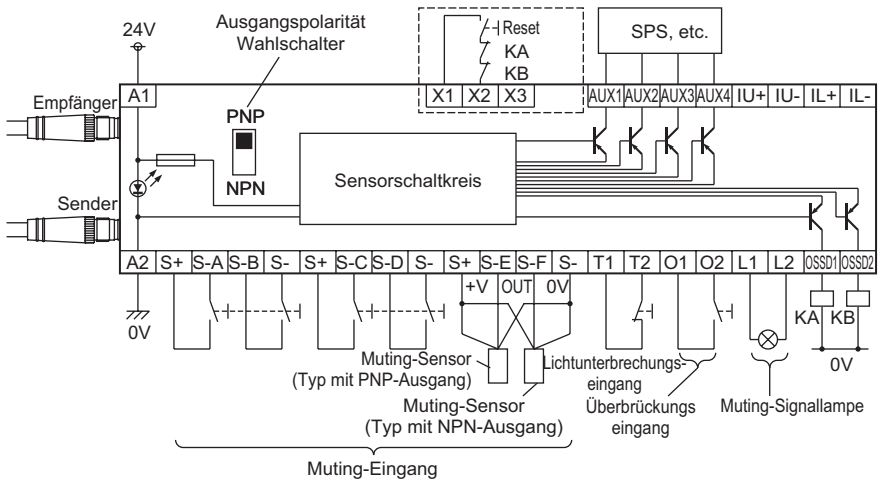 24V
Ausgangspolarität
Wahlschalter
Reset
KA
KB
SPS, etc.
A1
X1 X2 X3
AUX1 AUX2 AUX3 AUX4 IU+ IU- IL+ IL-
Empfänger
PNP
NPN
Sensorschaltkreis
Sender
A2 S+ S-A S-B S- S+ S-C S-D S- S+ S-E S-F S- T1 T2 O1 O2 L1 L2 OSSD1 OSSD2
+V OUT 0V
0V
KA KB
0V
Muting-Sensor
(Typ mit PNP-Ausgang)
Muting-Sensor
(Typ mit NPN-Ausgang)
Lichtunterbrechungs-
eingang
Überbrückungs
eingang
Muting-Signallampe
Muting-Eingang